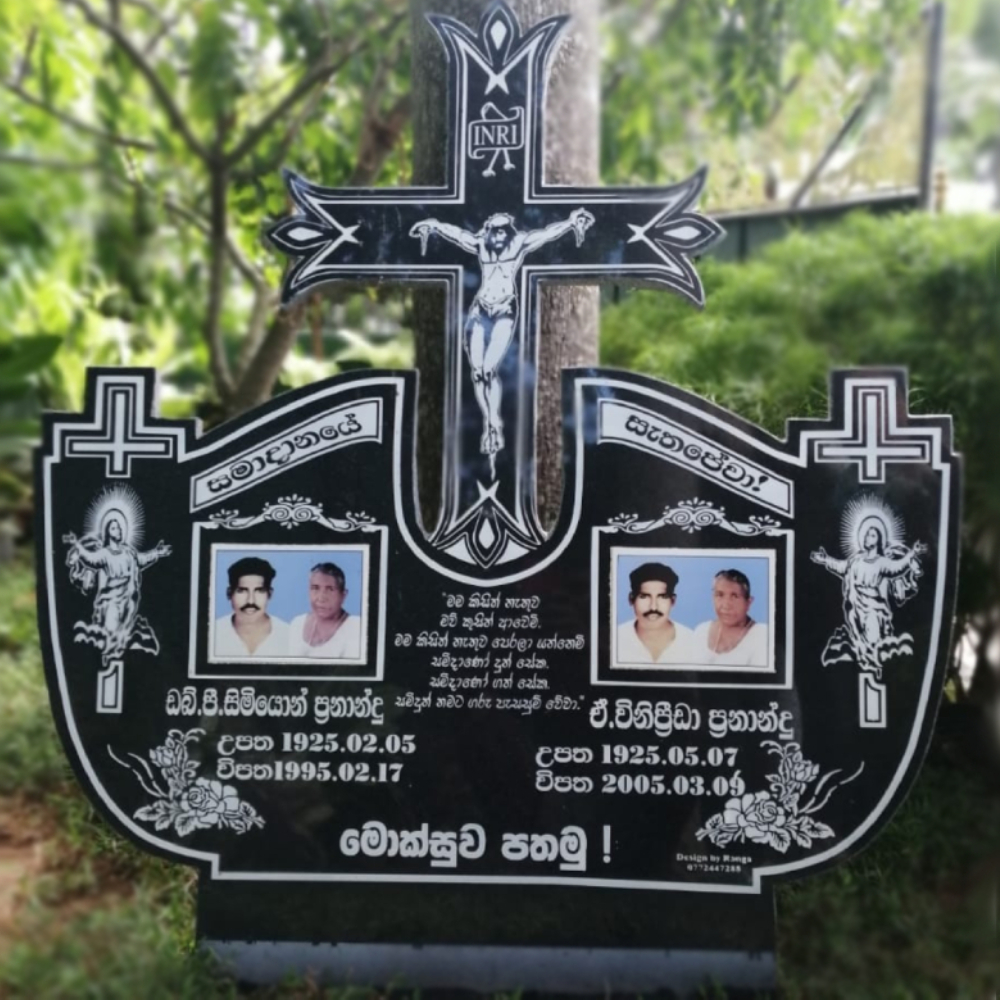 INRI
සමාදානයේ
සැතපේවා!
"මම කිසිත් නැතුව
මව් කුසින් ආවෙමි.
මම කිසිත් නැතුව පෙරලා යන්නෙමි
සමිදාණෝ දුන් සේක.
සමිදාණෝ ගත් සේක.
සමිදුන් නමට ගරු පැසසුම් වේවා."
ඩබ්.පී.සිමියොන් ප්‍රනාන්දු
උපත 1925.02.05
විපත1995.02.17
ඒ.විනිප්‍රීඩා ප්‍රනාන්දු
උපත 1925.05.07
විපත 2005.03.09
මොක්සුව පතමු !
Design by Ranga
0772447288